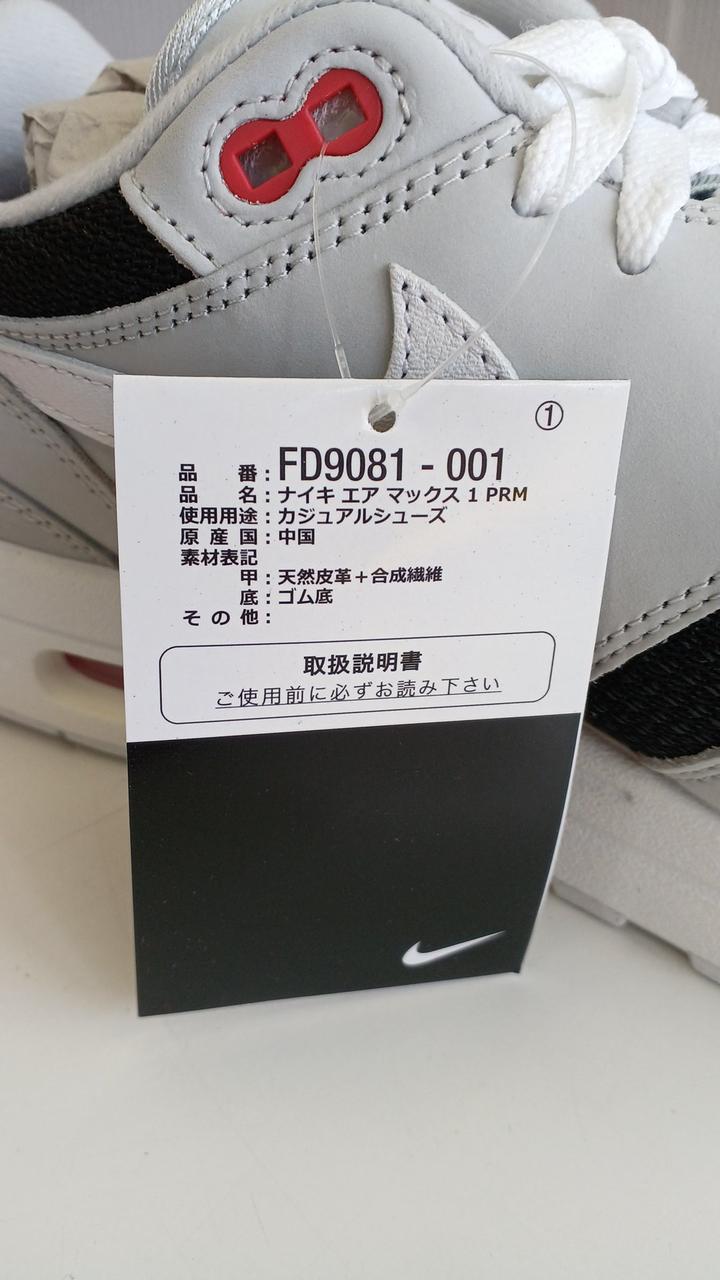 ①
品　番：FD9081 - 001
品　名：ナイキ エア マックス 1 PRM
使用用途：カジュアルシューズ
原産国：中国
素材表記
甲：天然皮革＋合成繊維
底：ゴム底
その他：
取扱説明書
ご使用前に必ずお読み下さい